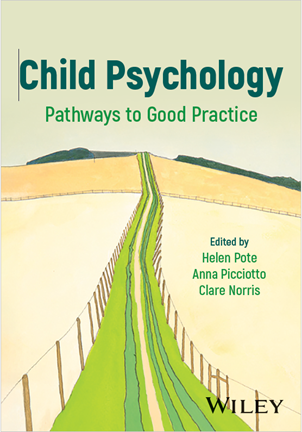 Child Psychology
Pathways to Good Practice
Edited by
Helen Pote
Anna Picciotto
Clare Norris
WILEY